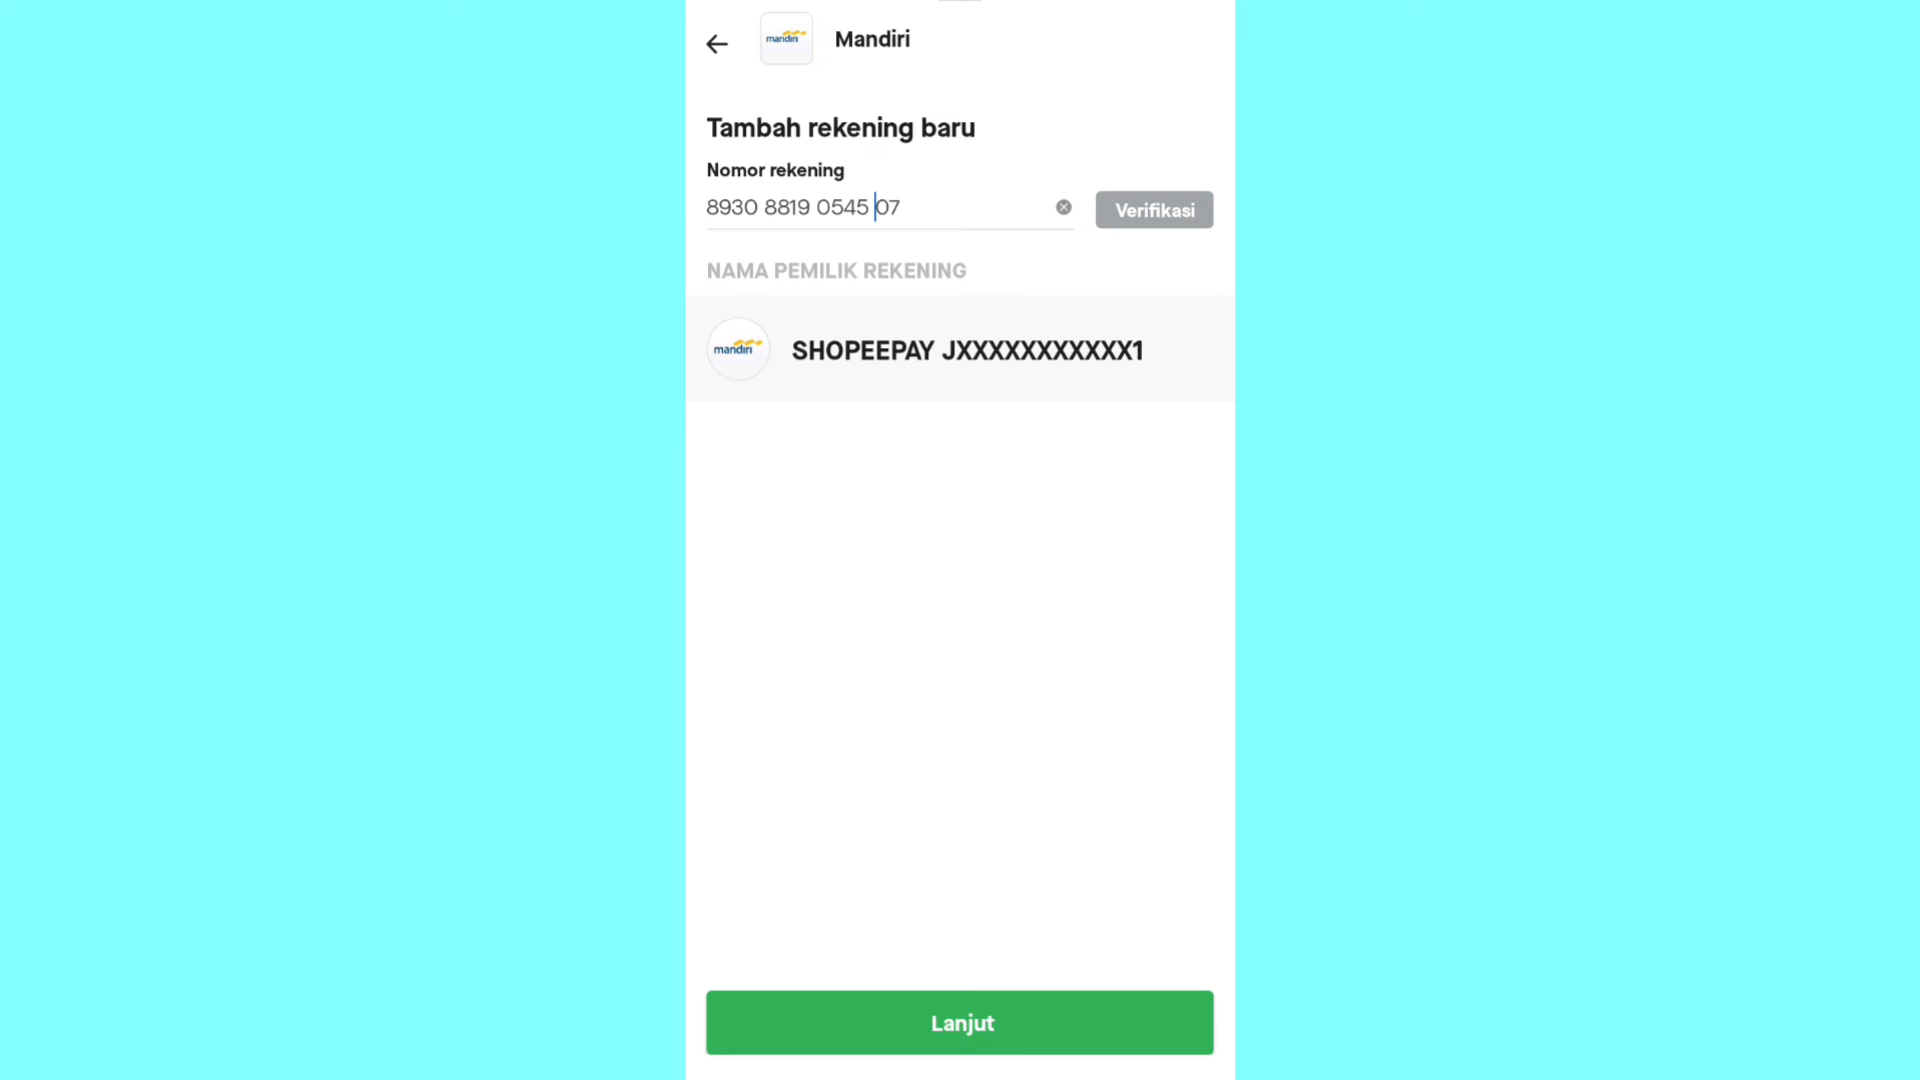 mandiri
Mandiri
Tambah rekening baru
Nomor rekening
8930 8819 0545 07
Verifikasi
NAMA PEMILIK REKENING
mandiri
SHOPEEPAY JXXXXXXXXXXX1
Lanjut